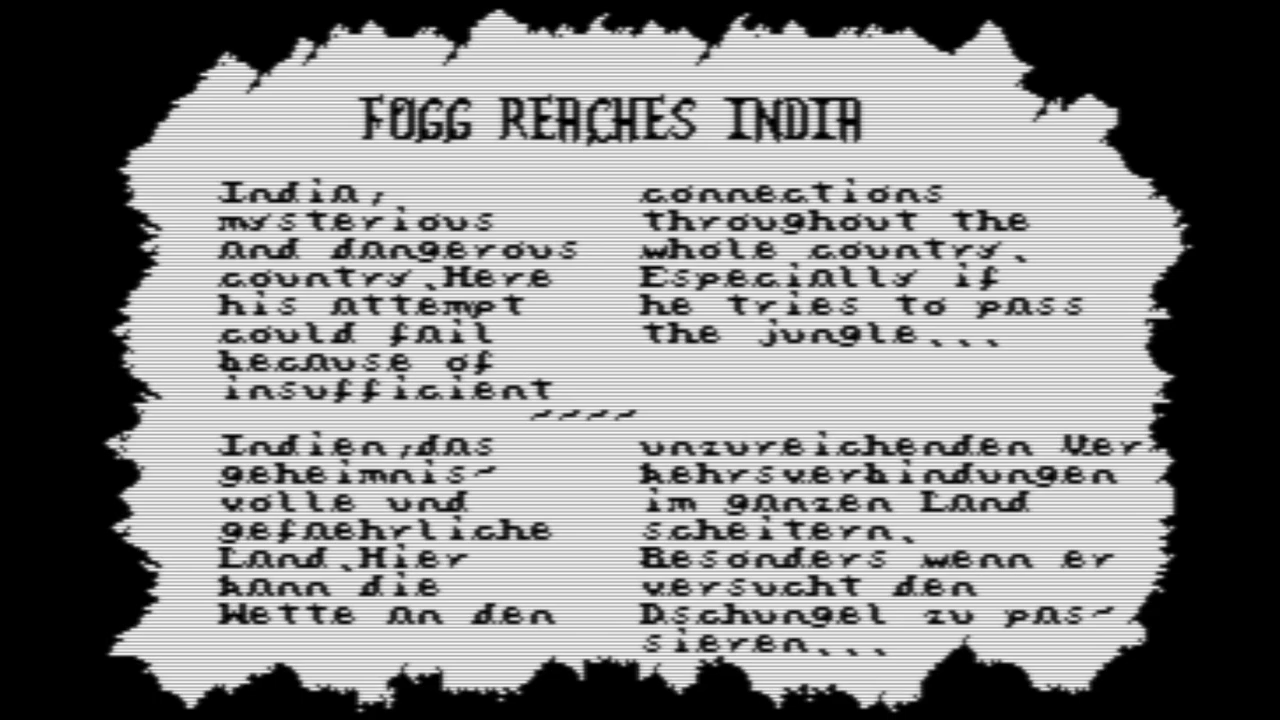 FOGG REACHES INDIA
India,
mysterious
and dangerous
country.Here
his attempt
could fail
because of
insufficient
connections
throughout the
whole country.
Especially if
he tries to pass
the jungle...
----
Indien,das
geheimnis-
volle und
gefaehrliche
Land.Hier
kann die
Wette an den
unzureichenden Ver-
kehrsverbindungen
im ganzen Land
scheitern.
Besonders wenn er
versucht den
Dschungel zu pas-
sieren...